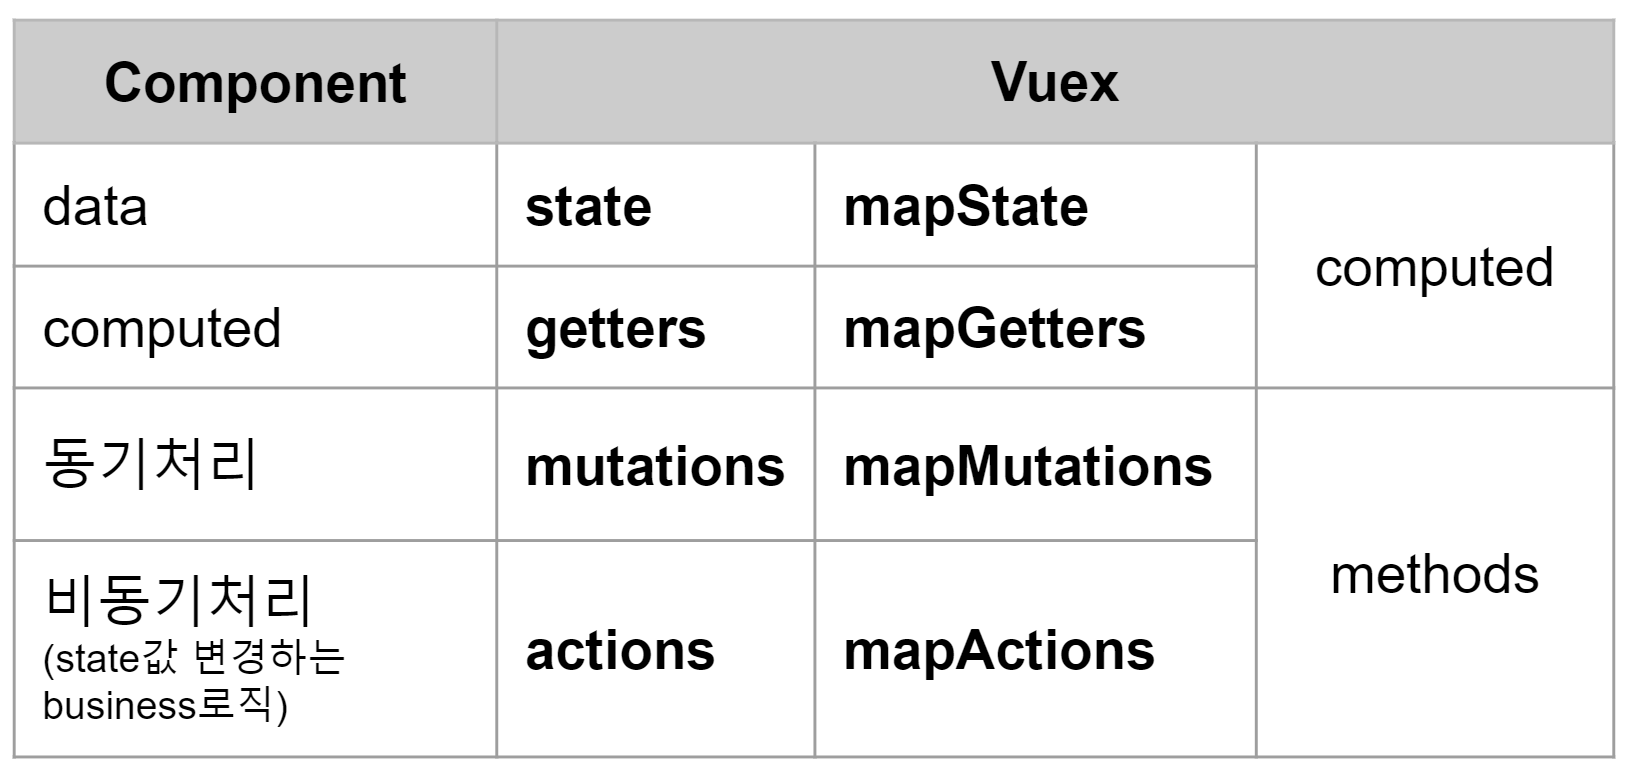 Component
Vuex
data
state
mapState
computed
computed
getters
mapGetters
동기처리
mutations
mapMutations
methods
비동기처리
(state값 변경하는
business로직)
actions
mapActions